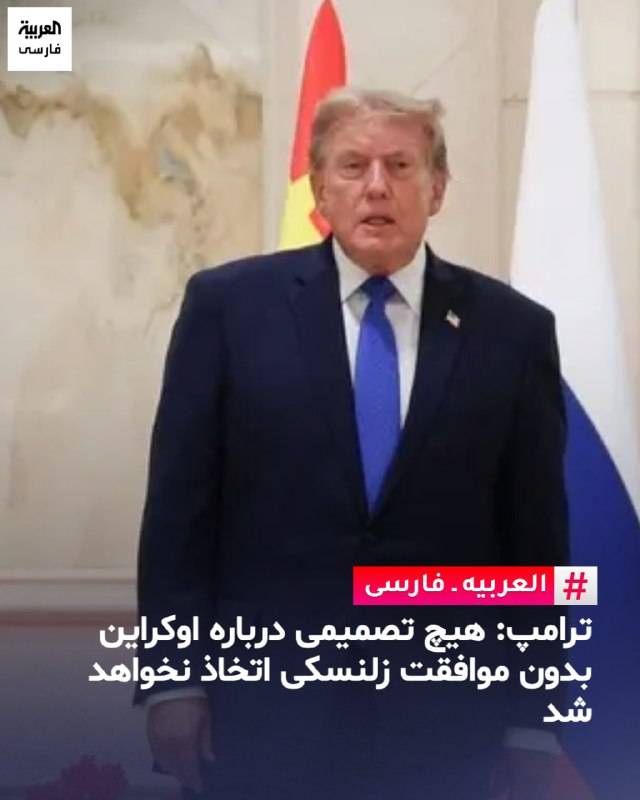 العربية
فارسی
# العربیه ـ فارسی
ترامپ: هیچ تصمیمی درباره اوکراین
بدون موافقت زلنسکی اتخاذ نخواهد
شد